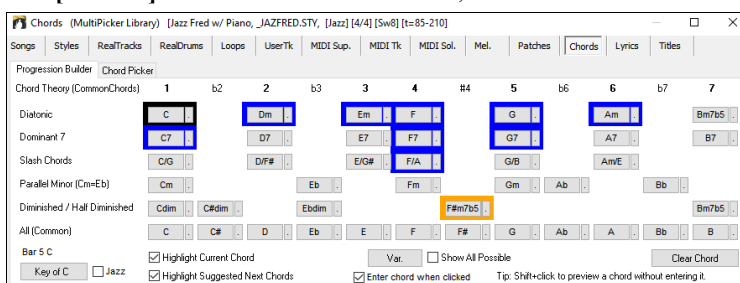 Chords (MultiPicker Library) [Jazz Fred w/ Piano, _JAZFRED.STY, [Jazz] [4/4] [Sw8] [t=85-210]
Songs Styles RealTracks RealDrums Loops UserTk MIDI Sup. MIDI Tk MIDI Sol. Mel. Patches Chords Lyrics Titles
Progression Builder Chord Picker
Chord Theory (CommonChords) 1 b2 2 b3 3 4 #4 5 b6 6 b7 7
Diatonic C . Dm . Em . F . G . Am . Bm7b5 .
Dominant 7 C7 . D7 . E7 . F7 . G7 . A7 . B7 .
Slash Chords C/G . D/F# . E/G# . F/A . G/B . Am/E .
Parallel Minor (Cm=Eb) Cm . Eb . Fm . Gm . Ab . Bb .
Diminished / Half Diminished Cdim . C#dim . Ebdim . F#m7b5 . Bm7b5 .
All (Common) C . C# . D . Eb . E . F . F# . G . Ab . A . Bb . B .
Bar 5 C
Highlight Current Chord Var. Show All Possible Clear Chord
Key of C Jazz
Highlight Suggested Next Chords Enter chord when clicked Tip: Shift+click to preview a chord without entering it.